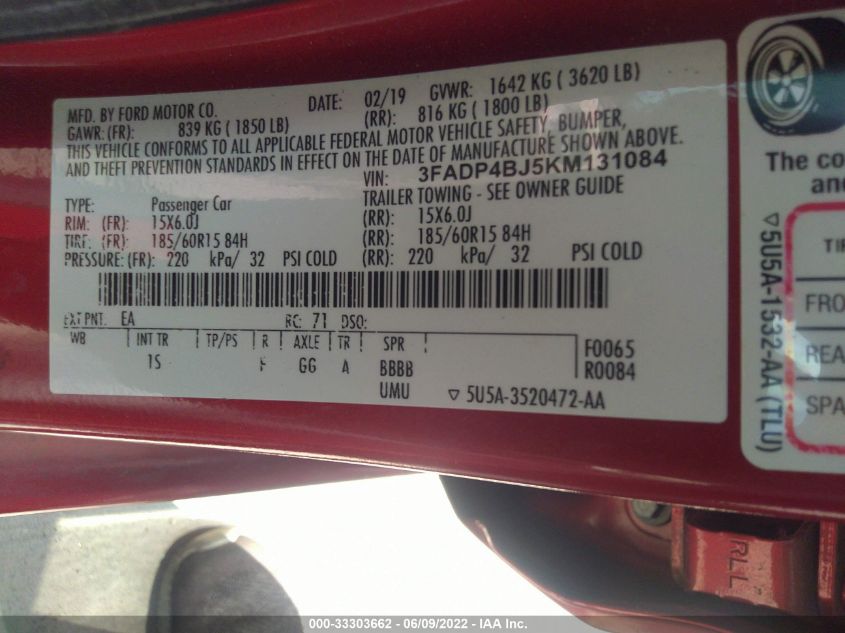 MFD. BY FORD MOTOR CO.
DATE: 02/19 GVWR: 1642 KG ( 3620 LB)
GAWR: (FR): 839 KG ( 1850 LB) (RR): 816 KG ( 1800 LB)
THIS VEHICLE CONFORMS TO ALL APPLICABLE FEDERAL MOTOR VEHICLE SAFETY, BUMPER,
AND THEFT PREVENTION STANDARDS IN EFFECT ON THE DATE OF MANUFACTURE SHOWN ABOVE.
VIN: 3FADP4BJ5KM131084
TYPE: Passenger Car TRAILER TOWING - SEE OWNER GUIDE
RIM: (FR): 15X6.0J (RR): 15X6.0J
TIRE: (FR): 185/60R15 84H (RR): 185/60R15 84H
PRESSURE: (FR): 220 kPa/ 32 PSI COLD (RR): 220 kPa/ 32 PSI COLD
EXT PNT: EA RC: 71 DSO:
WB INT TR TP/PS R AXLE TR SPR
1S F GG A BBBB
UMU
F0065
R0084
▽ 5U5A-3520472-AA
The co
an
▽ 5U5A-1532-AA (TLU)
TI
FRO
REA
SPA
RLL
000-33303662 - 06/09/2022 - IAA Inc.